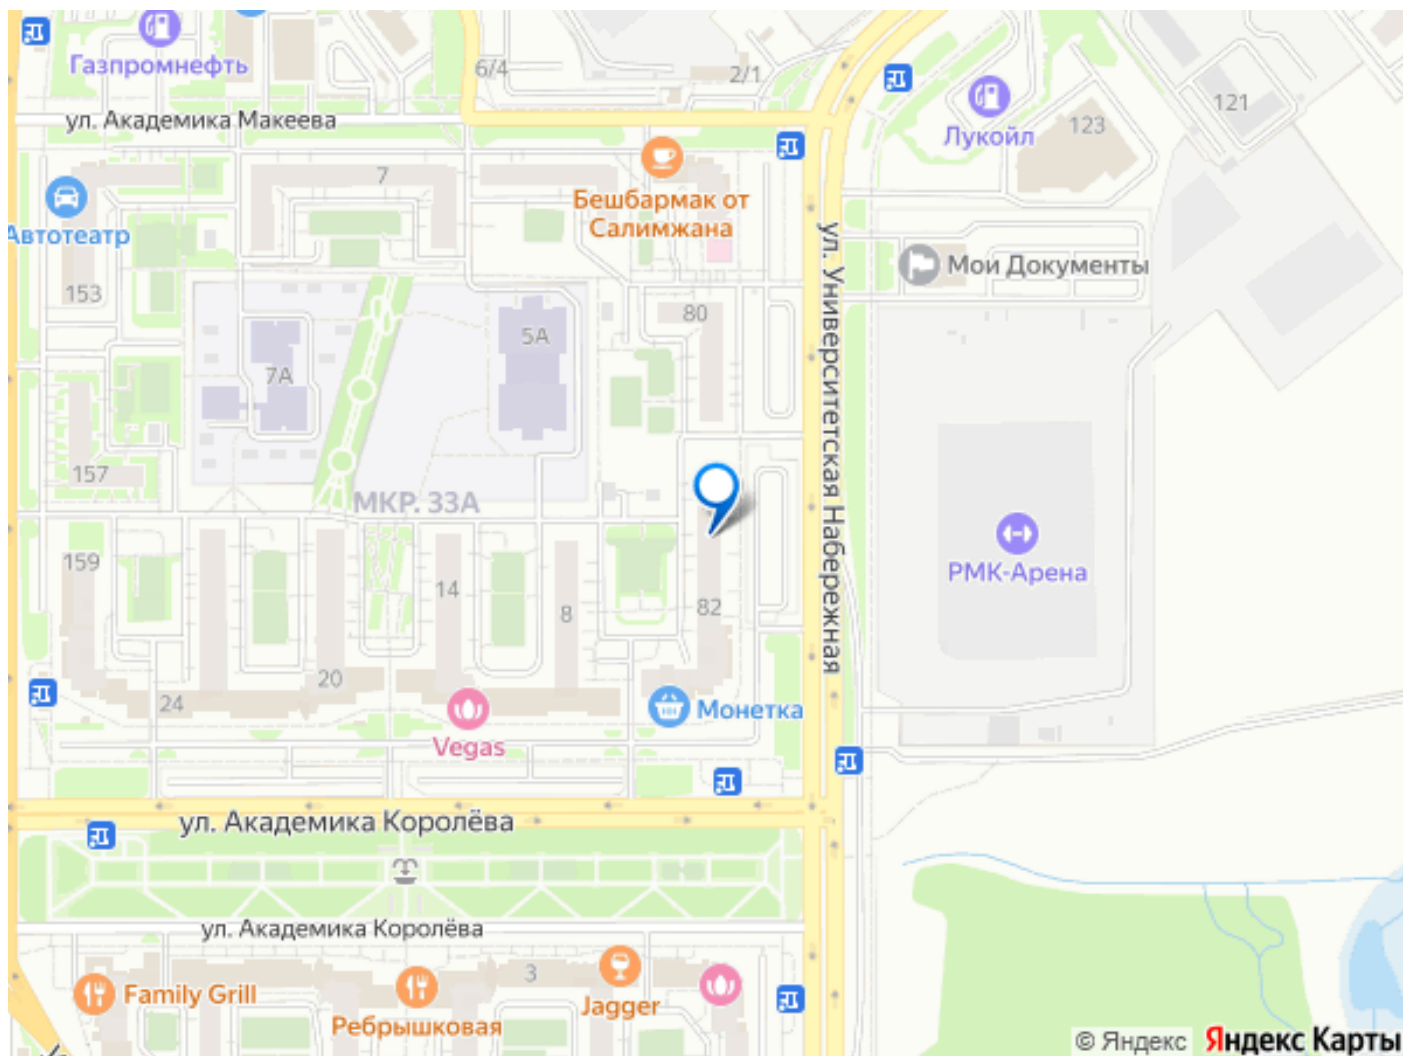 Газпромнефть
6/4
2/1
121
ул. Академика Макеева
Лукойл
123
7
Бешбармак от
Салимжана
Автотеатр
Мои Документы
153
80
5А
7А
ул. Университетская Набережная
157
МКР. 33А
159
14
8
82
РМК-Арена
20
24
Монетка
Vegas
ул. Академика Королёва
ул. Академика Королёва
3
Family Grill
Jagger
Ребрышковая
© Яндекс Яндекс Карты